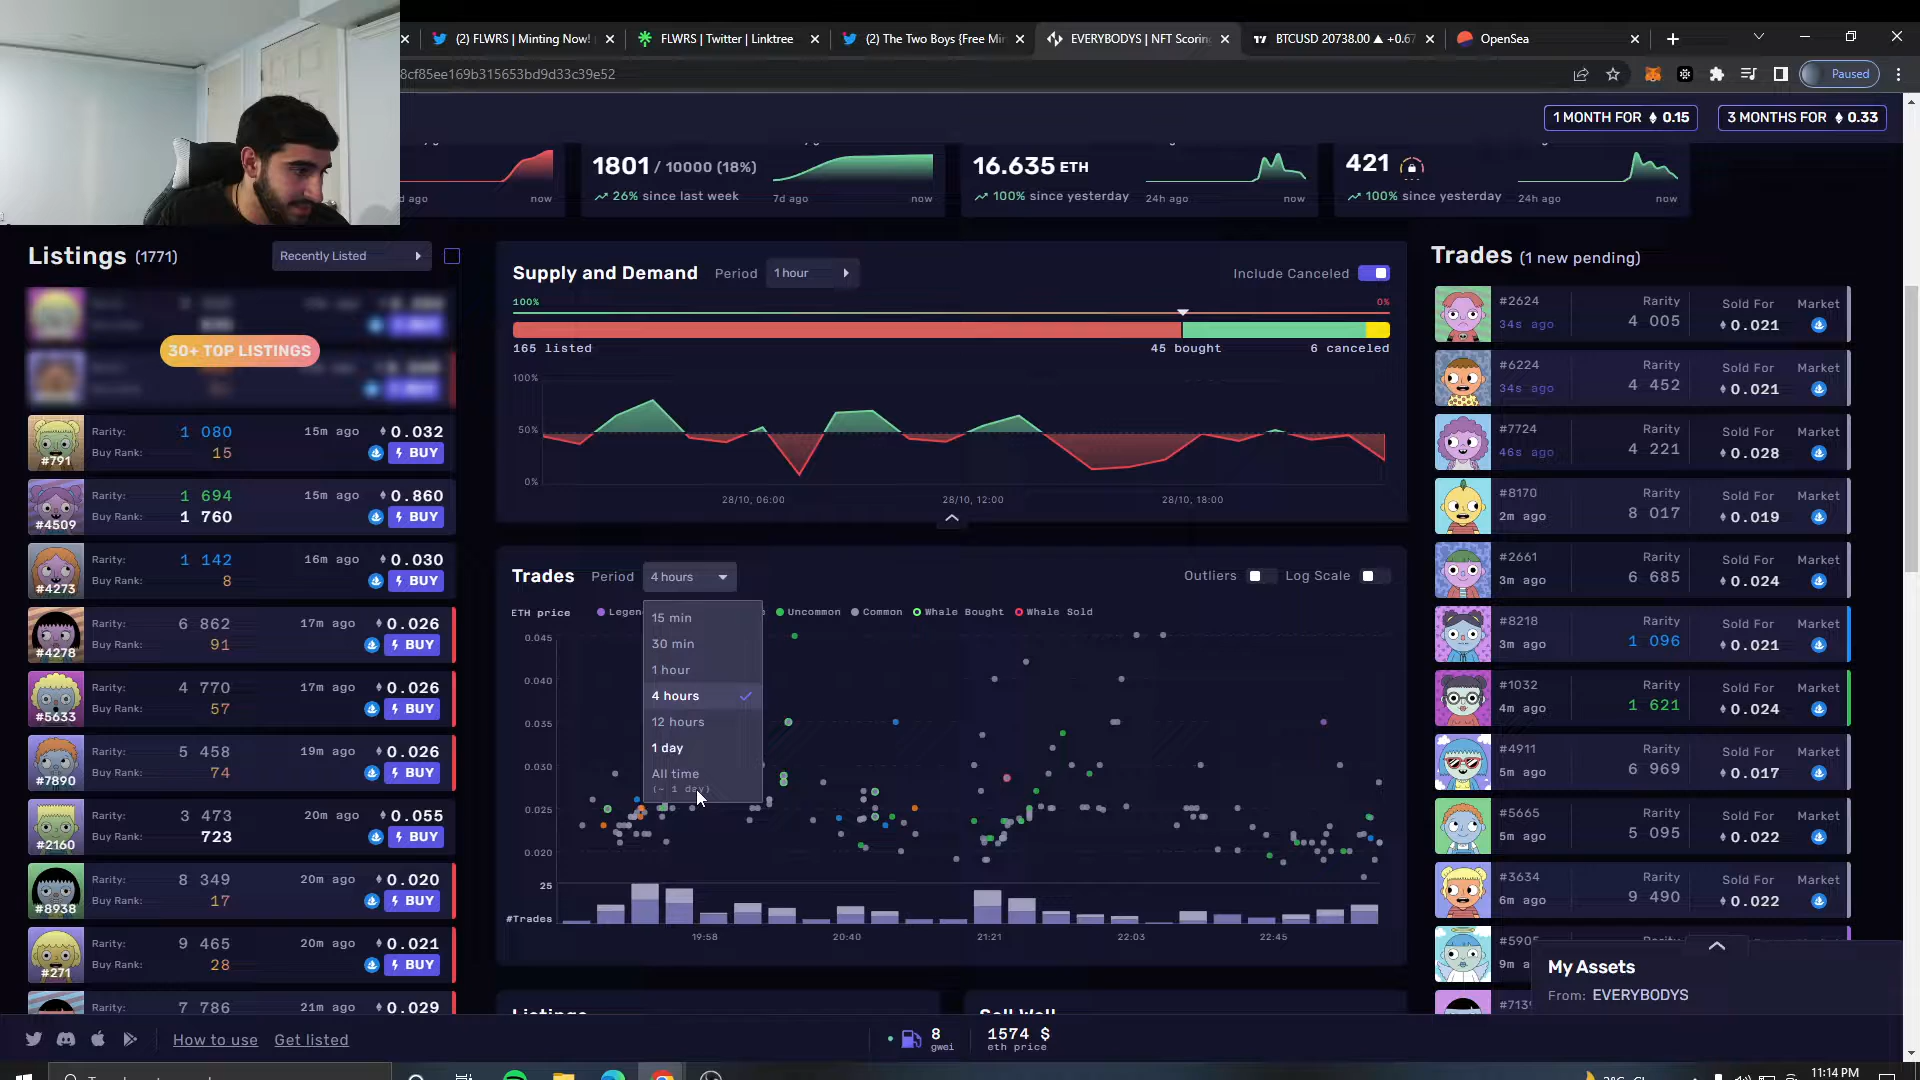 (2) FLWRS | Minting Now!
FLWRS | Twitter | Linktree
(2) The Two Boys {Free Mi
EVERYBODYS | NFT Scorin
BTCUSD 20738.00 ▲ +0.6
OpenSea
8cf85ee169b315653bd9d33c39e52
Paused
1 MONTH FOR 0.15
3 MONTHS FOR 0.33
1801 / 10000 (18%)
26% since last week
7d ago
now
16.635 ETH
100% since yesterday
24h ago
now
421
100% since yesterday
24h ago
now
d ago
now
Listings (1771)
Recently Listed
30+ TOP LISTINGS
#791
Rarity: 1 080 15m ago 0.032
Buy Rank: 15 BUY
#4509
Rarity: 1 694 15m ago 0.860
Buy Rank: 1 760 BUY
#4273
Rarity: 1 142 16m ago 0.030
Buy Rank: 8 BUY
#4278
Rarity: 6 862 17m ago 0.026
Buy Rank: 91 BUY
#5633
Rarity: 4 770 17m ago 0.026
Buy Rank: 57 BUY
#7890
Rarity: 5 458 19m ago 0.026
Buy Rank: 74 BUY
#2160
Rarity: 3 473 20m ago 0.055
Buy Rank: 723 BUY
#8938
Rarity: 8 349 20m ago 0.020
Buy Rank: 17 BUY
#271
Rarity: 9 465 20m ago 0.021
Buy Rank: 28 BUY
Rarity: 7 786 21m ago 0.029
Supply and Demand Period 1 hour
Include Canceled
100% 0%
165 listed 45 bought 6 canceled
100%
50%
0%
28/10, 06:00 28/10, 12:00 28/10, 18:00
Trades Period 4 hours
Outliers Log Scale
ETH price Legen Uncommon Common Whale Bought Whale Sold
15 min
30 min
1 hour
4 hours
12 hours
1 day
All time
(~ 1 day)
0.045
0.040
0.035
0.030
0.025
0.020
25
#Trades
19:58 20:40 21:21 22:03 22:45
Listings
Sell Wall
Trades (1 new pending)
#2624 Rarity Sold For Market
34s ago 4 005 0.021
#6224 Rarity Sold For Market
34s ago 4 452 0.021
#7724 Rarity Sold For Market
46s ago 4 221 0.028
#8170 Rarity Sold For Market
2m ago 8 017 0.019
#2661 Rarity Sold For Market
3m ago 6 685 0.024
#8218 Rarity Sold For Market
3m ago 1 096 0.021
#1032 Rarity Sold For Market
4m ago 1 621 0.024
#4911 Rarity Sold For Market
5m ago 6 969 0.017
#5665 Rarity Sold For Market
5m ago 5 095 0.022
#3634 Rarity Sold For Market
6m ago 9 490 0.022
#5905
9m a
#7139
My Assets
From: EVERYBODYS
How to use
Get listed
8 gwei
1574 $
eth price
11:14 PM